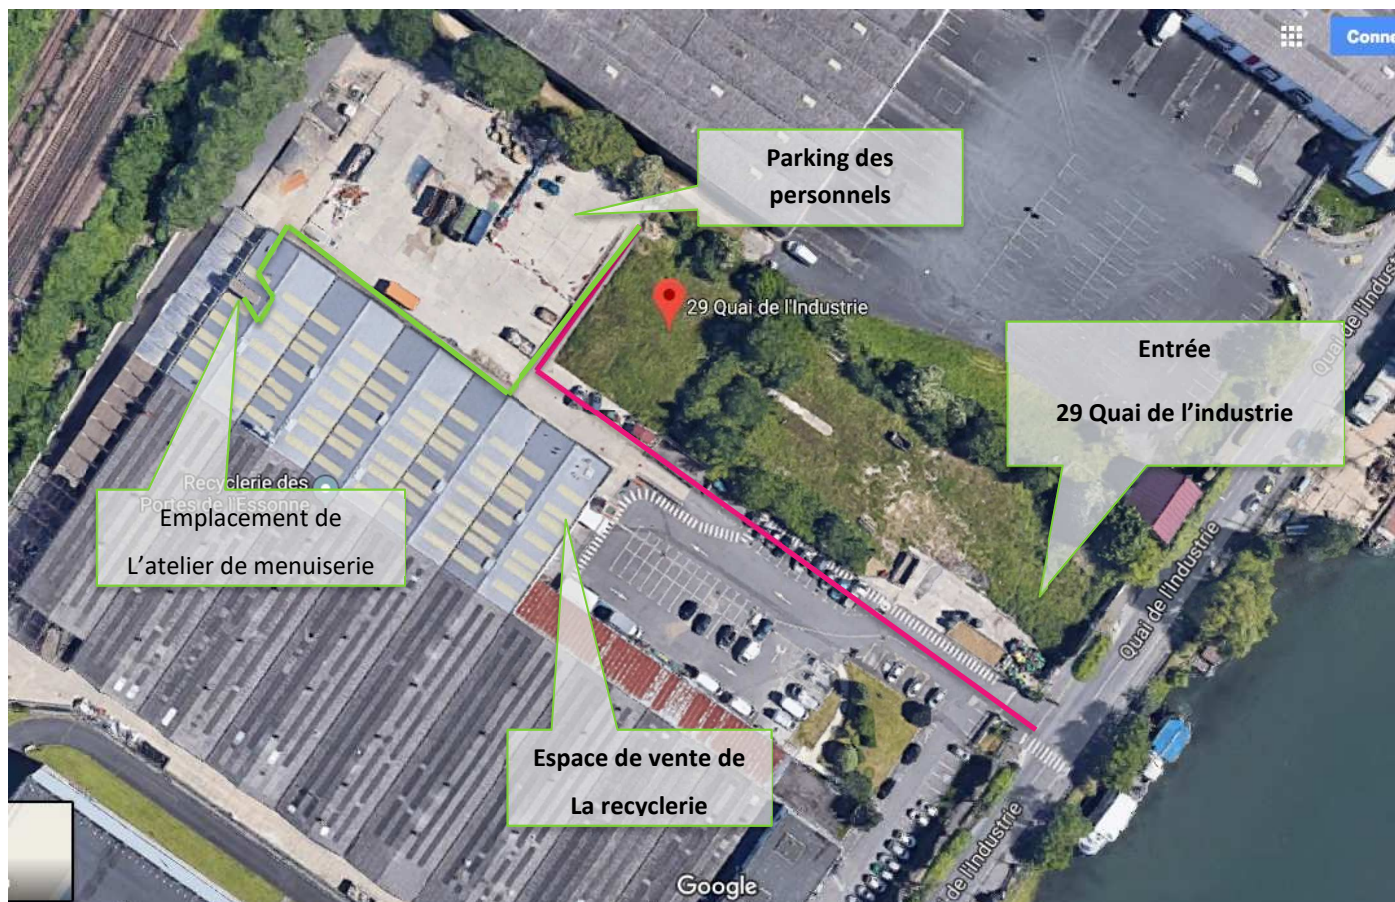 Conne
Parking des
personnels
29 Quai de l'Industrie
Entrée
29 Quai de l'industrie
Quai de l'Indust
Recyclerie des
Portes de l'Essonne
Emplacement de
L'atelier de menuiserie
Quai de l'Industrie
Espace de vente de
La recyclerie
de l'Industrie
Google